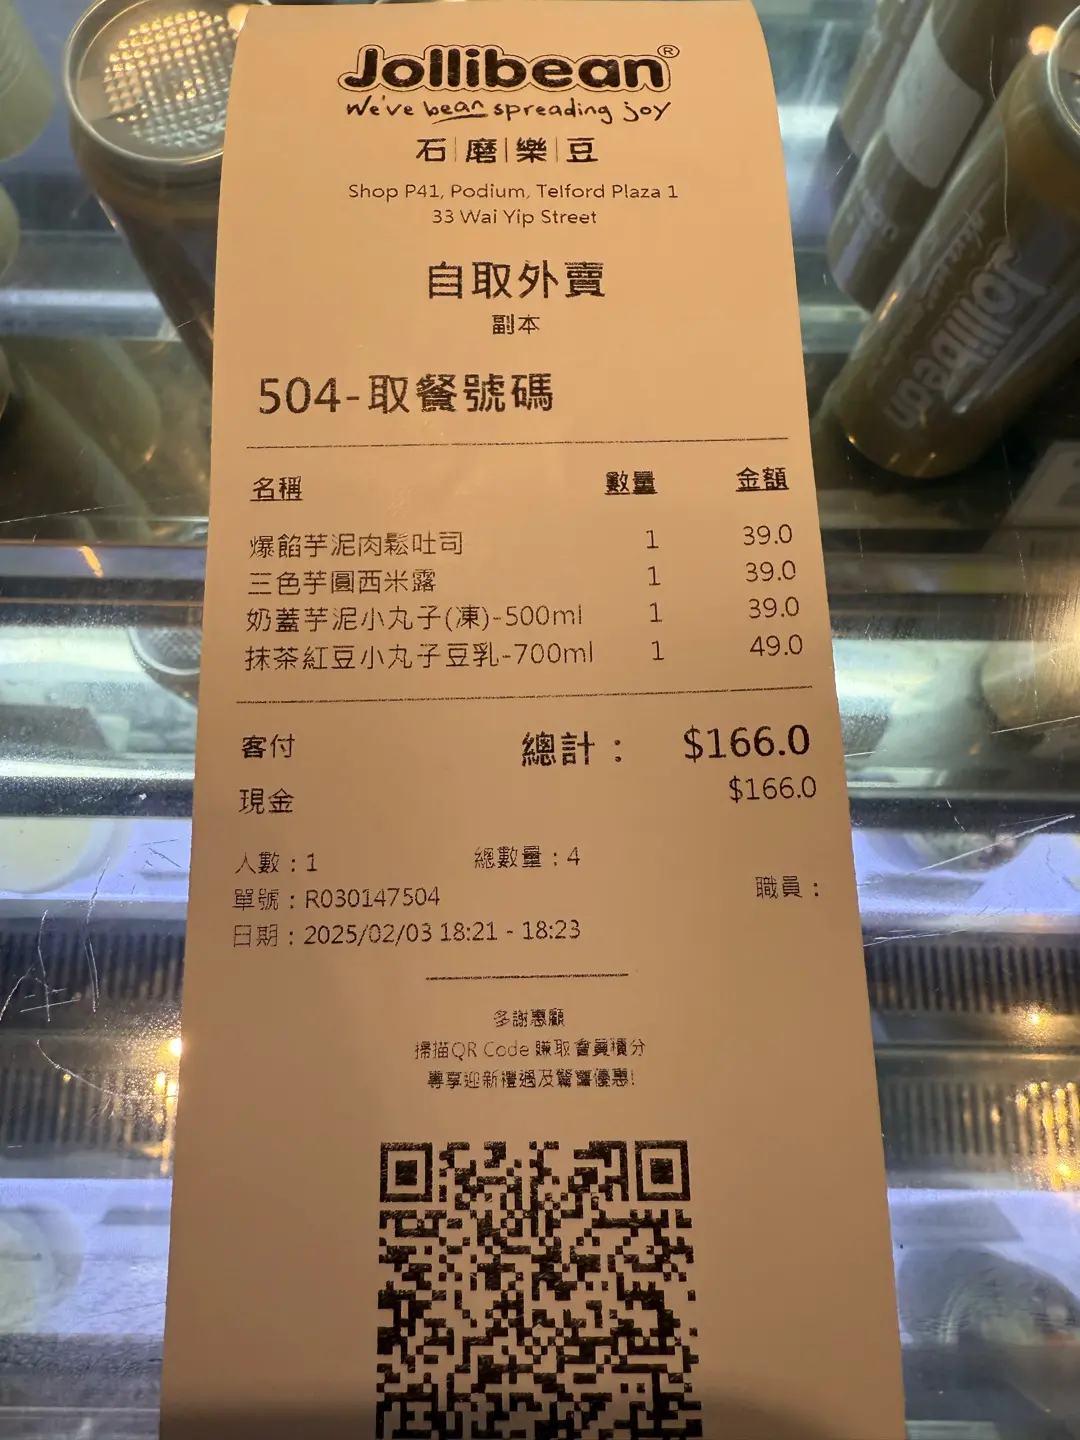 Jollibean®
We've bean spreading joy
石|磨|樂|豆
Shop P41, Podium, Telford Plaza 1
33 Wai Yip Street
自取外賣
副本
504-取餐號碼
名稱 數量 金額
爆餡芋泥肉鬆吐司 1 39.0
三色芋圓西米露 1 39.0
奶蓋芋泥小丸子(凍)-500ml 1 39.0
抹茶紅豆小丸子豆乳-700ml 1 49.0
客付 總計: $166.0
現金 $166.0
人數:1 總數量:4
單號:R030147504 職員:
日期:2025/02/03 18:21 - 18:23
多謝惠顧
掃描QR Code 賺取會員積分
專享迎新禮遇及驚喜優惠!
Jollibean